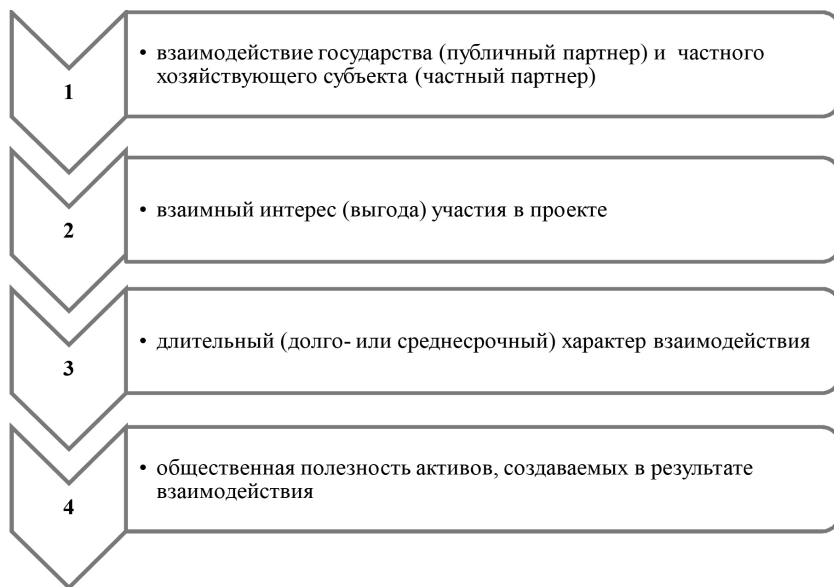 1
• взаимодействие государства (публичный партнер) и частного
хозяйствующего субъекта (частный партнер)
2
• взаимный интерес (выгода) участия в проекте
3
• длительный (долго- или среднесрочный) характер взаимодействия
4
• общественная полезность активов, создаваемых в результате
взаимодействия